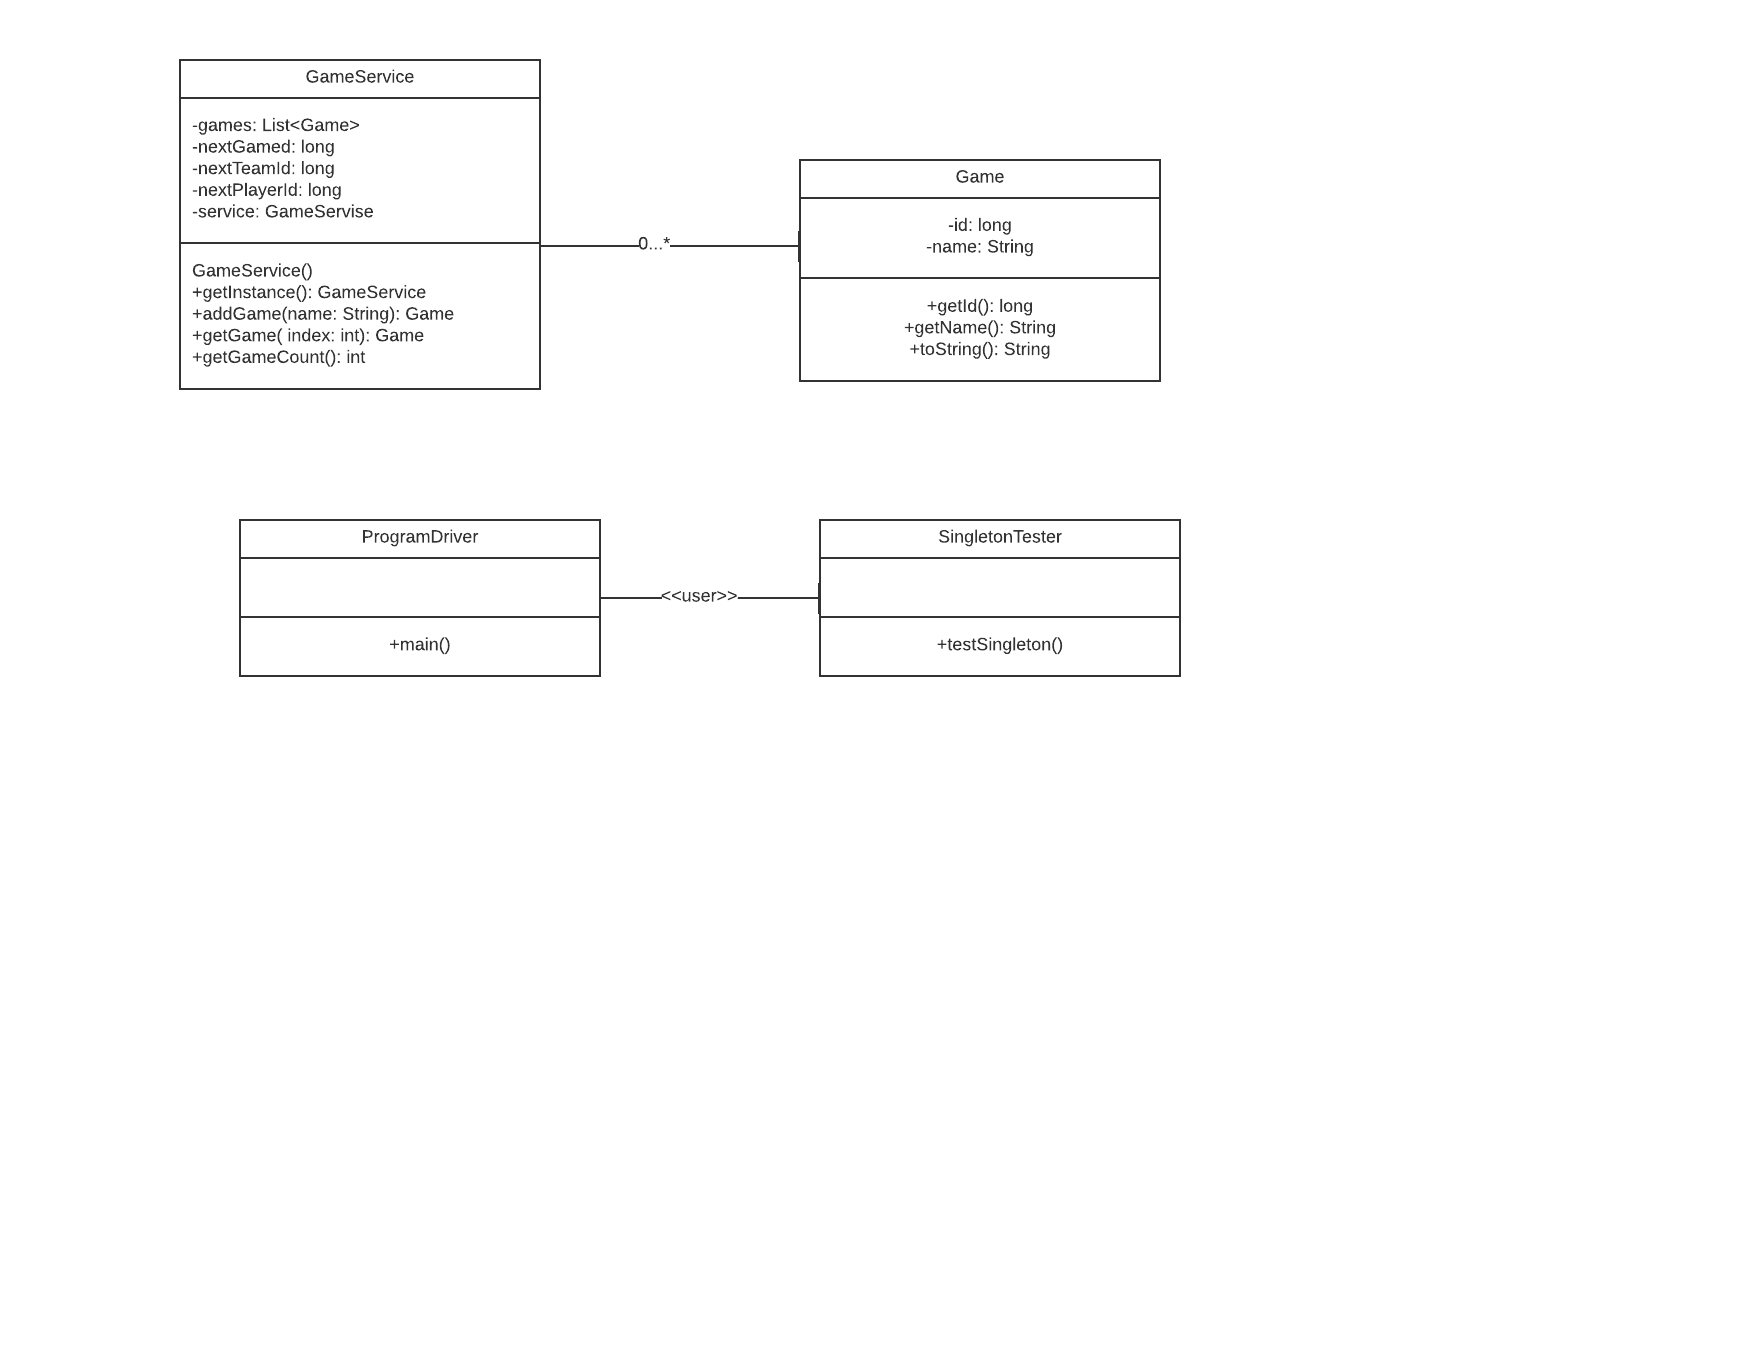 GameService
-games: List<Game>
-nextGamed: long
-nextTeamId: long
-nextPlayerId: long
-service: GameServise
GameService()
+getInstance(): GameService
+addGame(name: String): Game
+getGame( index: int): Game
+getGameCount(): int
0...*
Game
-id: long
-name: String
+getId(): long
+getName(): String
+toString(): String
ProgramDriver
+main()
<<user>>
SingletonTester
+testSingleton()